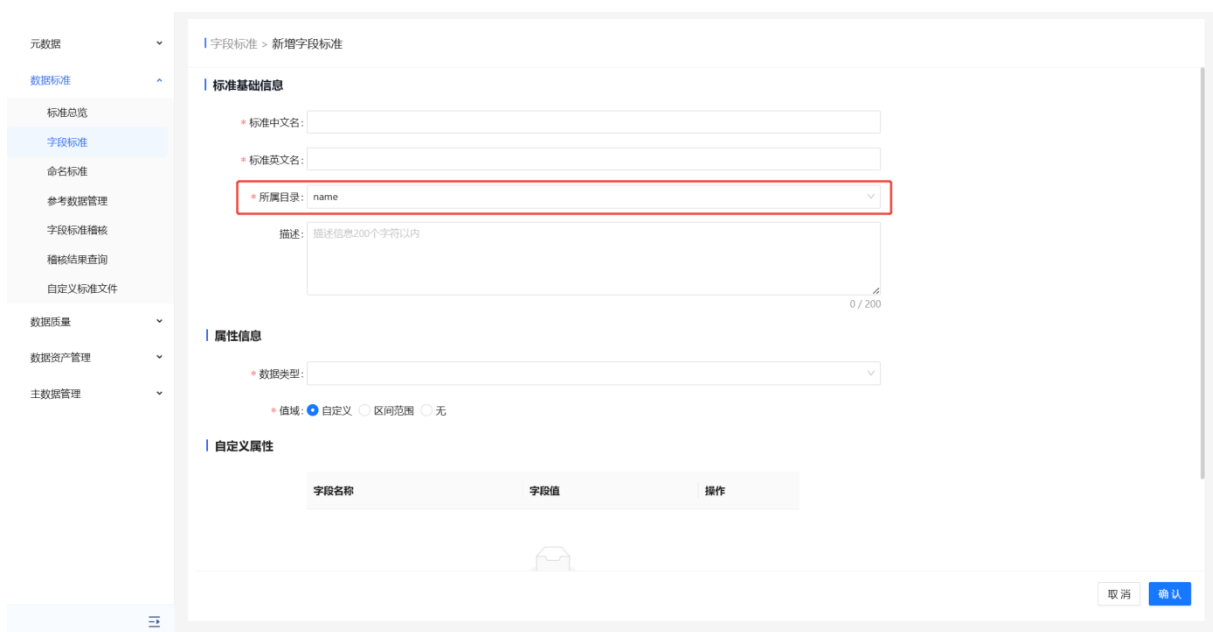 元数据
数据标准
标准总览
字段标准
命名标准
参考数据管理
字段标准稽核
稽核结果查询
自定义标准文件
数据质量
数据资产管理
主数据管理
字段标准 > 新增字段标准
标准基础信息
* 标准中文名:
* 标准英文名:
* 所属目录: name
描述: 描述信息200个字符以内
0 / 200
属性信息
* 数据类型:
* 值域: 自定义 区间范围 无
自定义属性
字段名称 字段值 操作
取 消 确 认